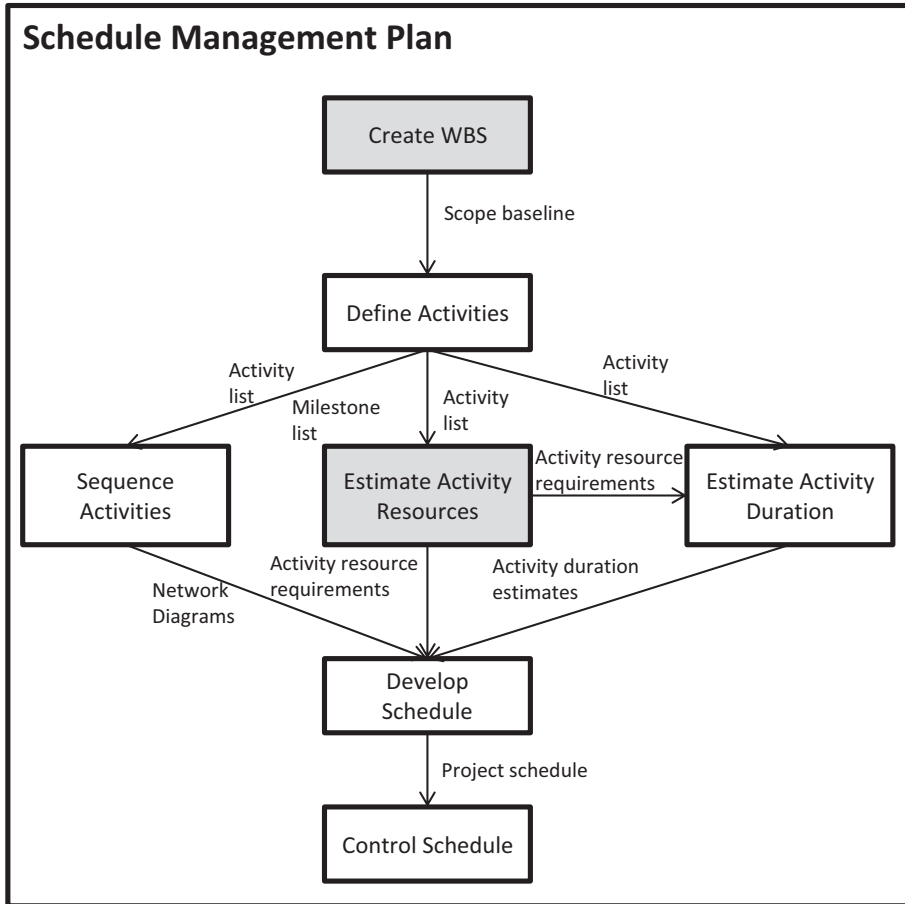 Schedule Management Plan
Create WBS
Scope baseline
Define Activities
Activity
list
Milestone
list
Activity
list
Activity
list
Sequence
Activities
Estimate Activity
Resources
Activity resource
requirements
Estimate Activity
Duration
Network
Diagrams
Activity resource
requirements
Activity duration
estimates
Develop
Schedule
Project schedule
Control Schedule